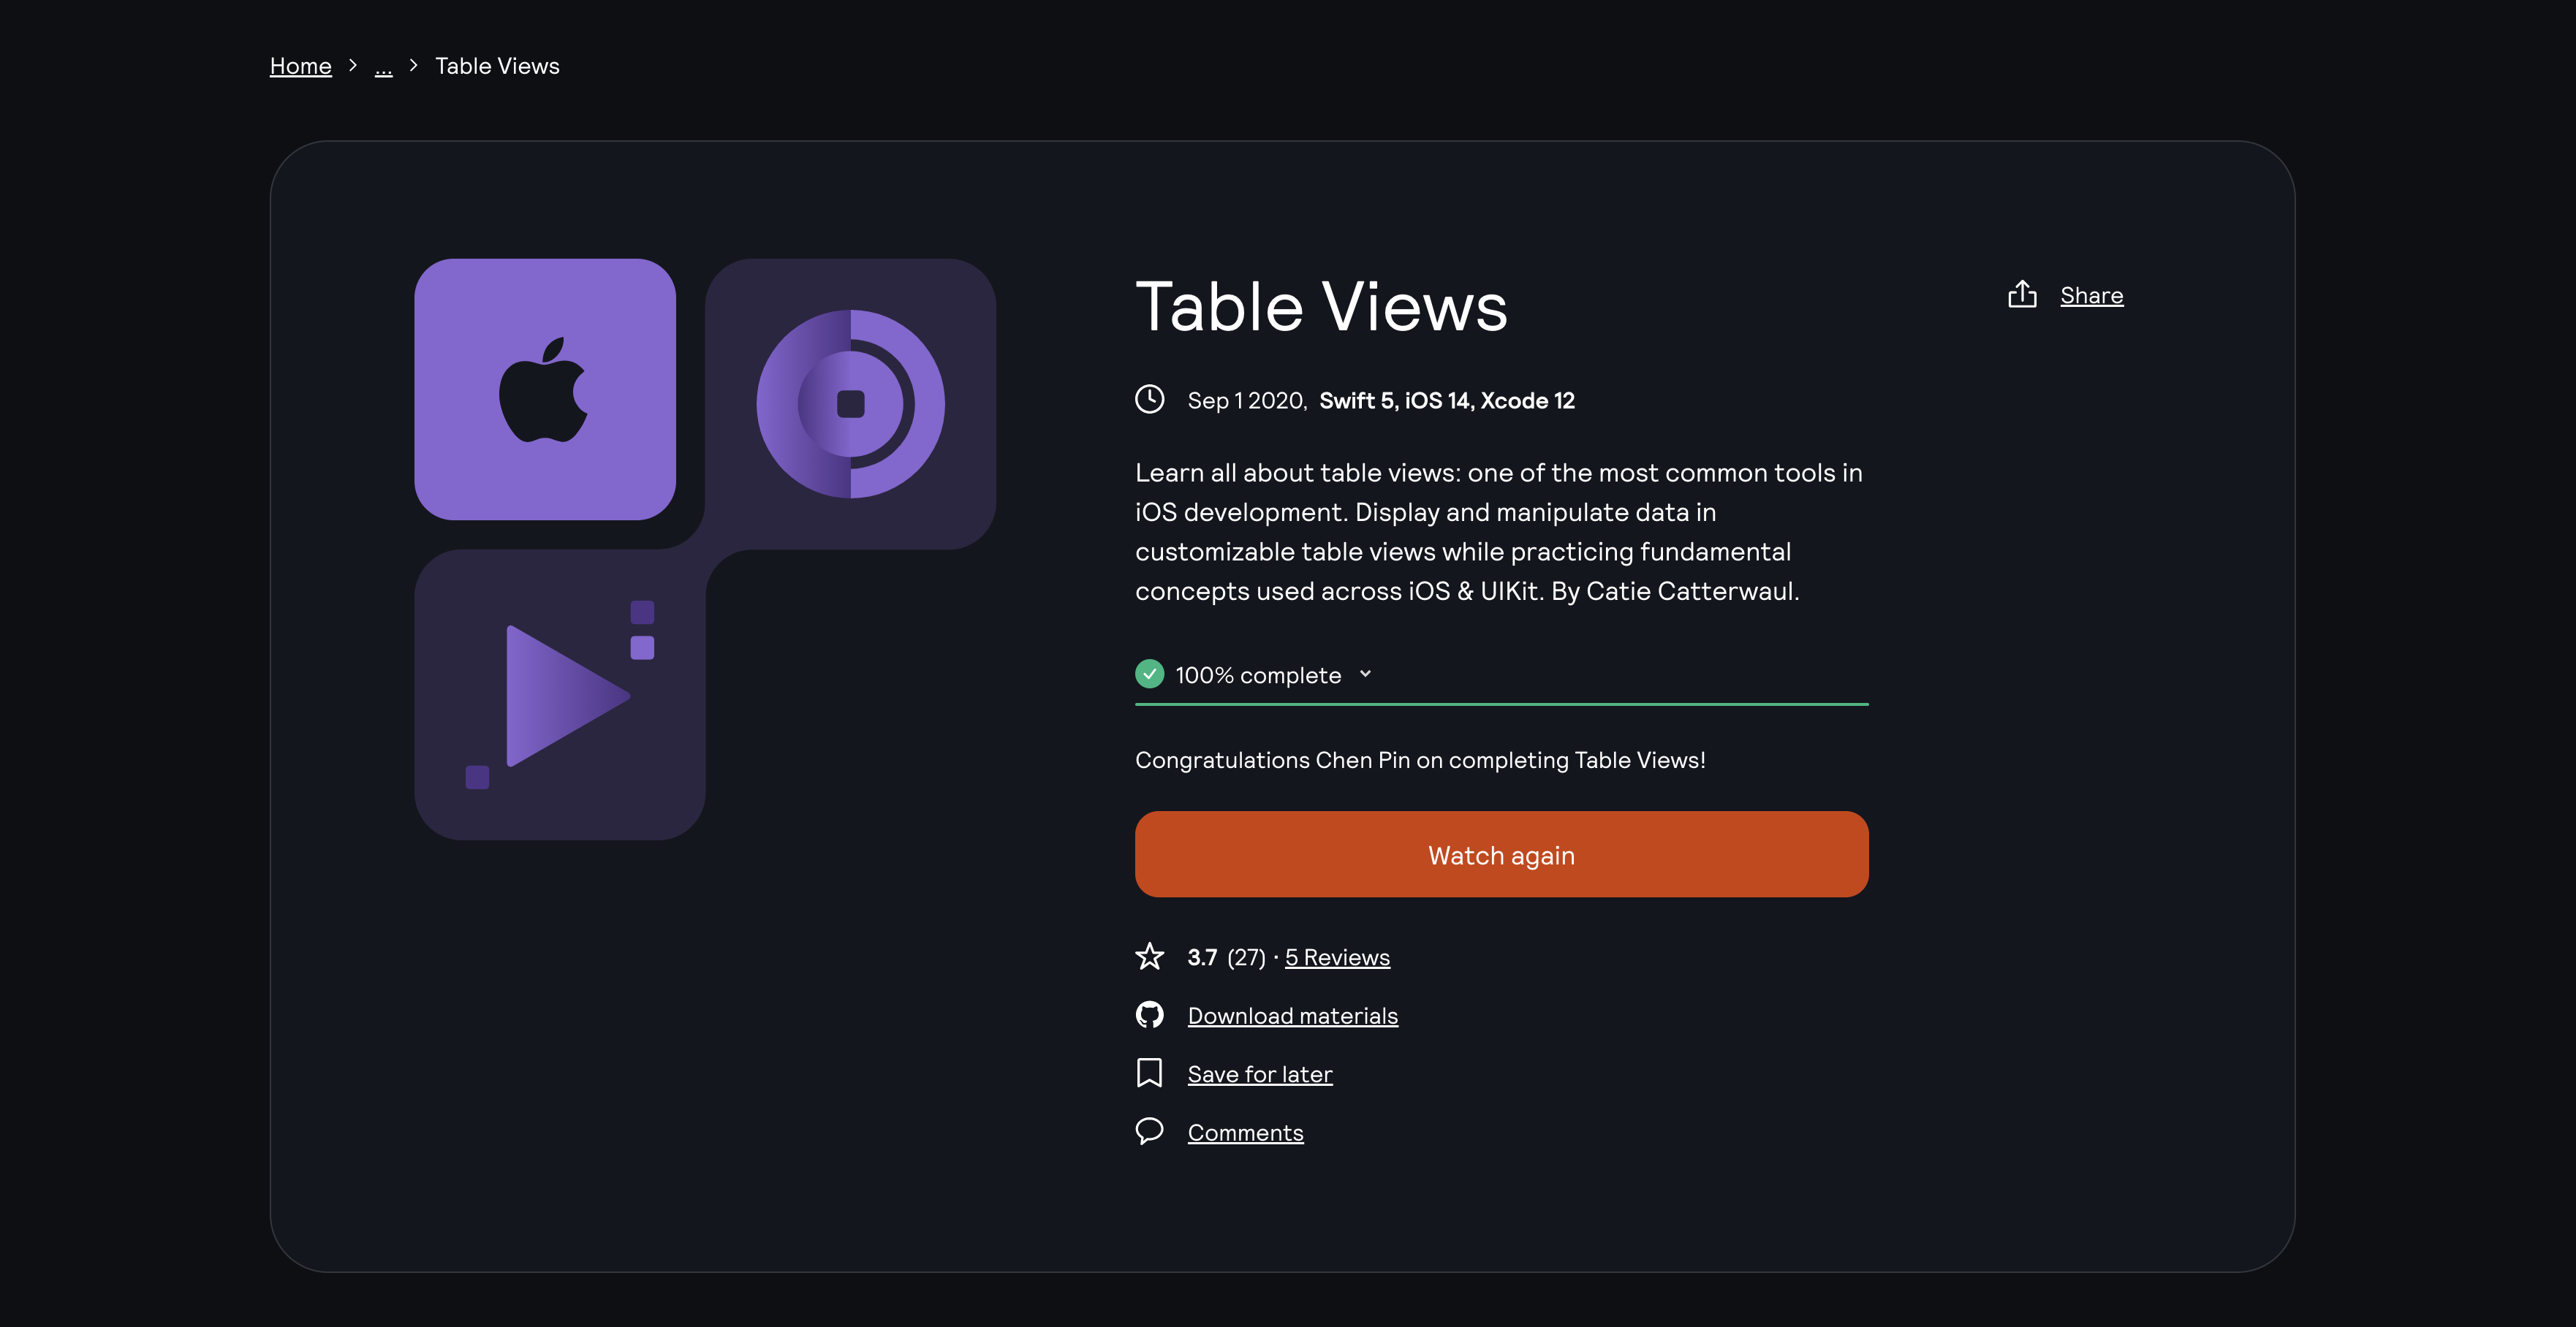 Home > ... > Table Views
Table Views
Share
Sep 1 2020, Swift 5, iOS 14, Xcode 12
Learn all about table views: one of the most common tools in
iOS development. Display and manipulate data in
customizable table views while practicing fundamental
concepts used across iOS & UIKit. By Catie Catterwaul.
100% complete
Congratulations Chen Pin on completing Table Views!
Watch again
3.7 (27) · 5 Reviews
Download materials
Save for later
Comments